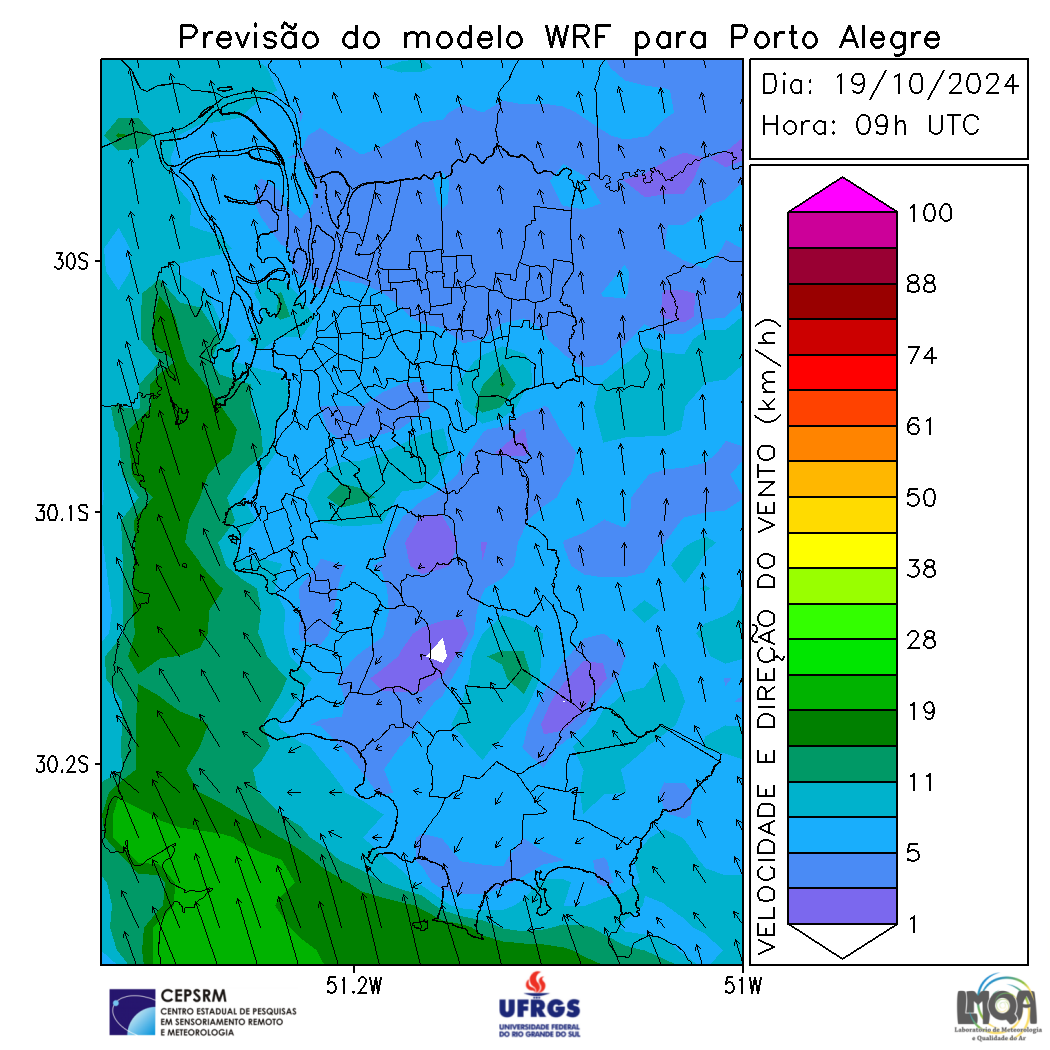 Previsão do modelo WRF para Porto Alegre
Dia: 19/10/2024
Hora: 09h UTC
30S
30.1S
30.2S
51.2W
51W
VELOCIDADE E DIREÇÃO DO VENTO (km/h)
100
88
74
61
50
38
28
19
11
5
1
CEPSRM
CENTRO ESTADUAL DE PESQUISAS
EM SENSORIAMENTO REMOTO
E METEOROLOGIA
UFRGS
UNIVERSIDADE FEDERAL
DO RIO GRANDE DO SUL
LMQA
Laboratório de Meteorologia
e Qualidade do Ar